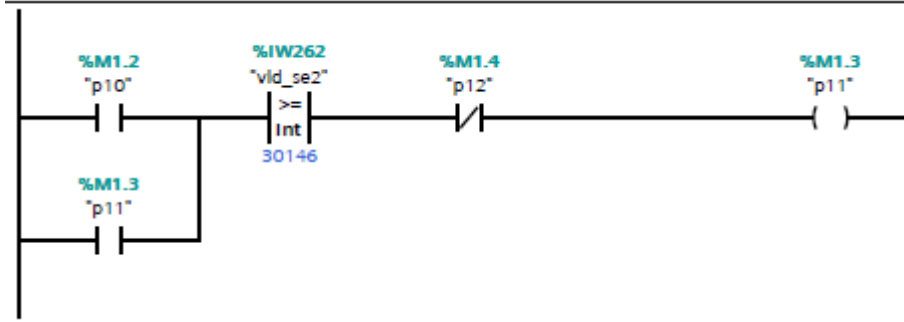 %M1.2
"p10"
%IW262
"vld_se2"
>=
Int
30146
%M1.4
"p12"
%M1.3
"p11"
%M1.3
"p11"